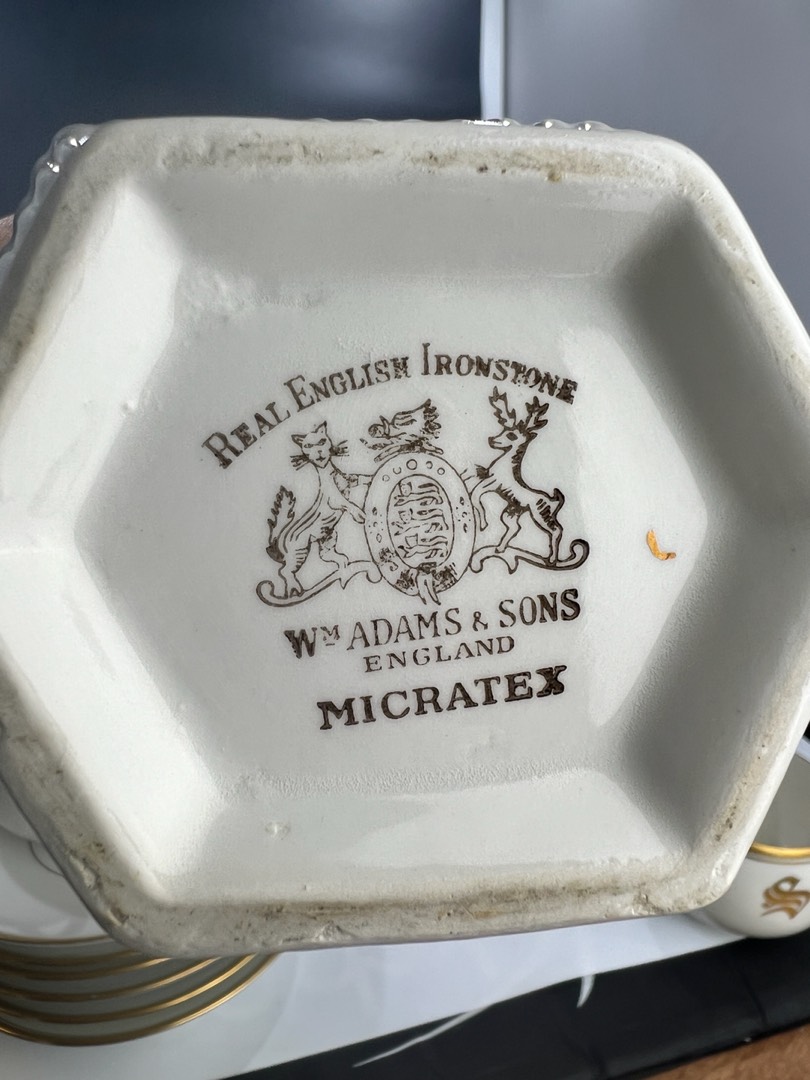 REAL ENGLISH IRONSTONE
WM ADAMS & SONS
ENGLAND
MICRATEX
S